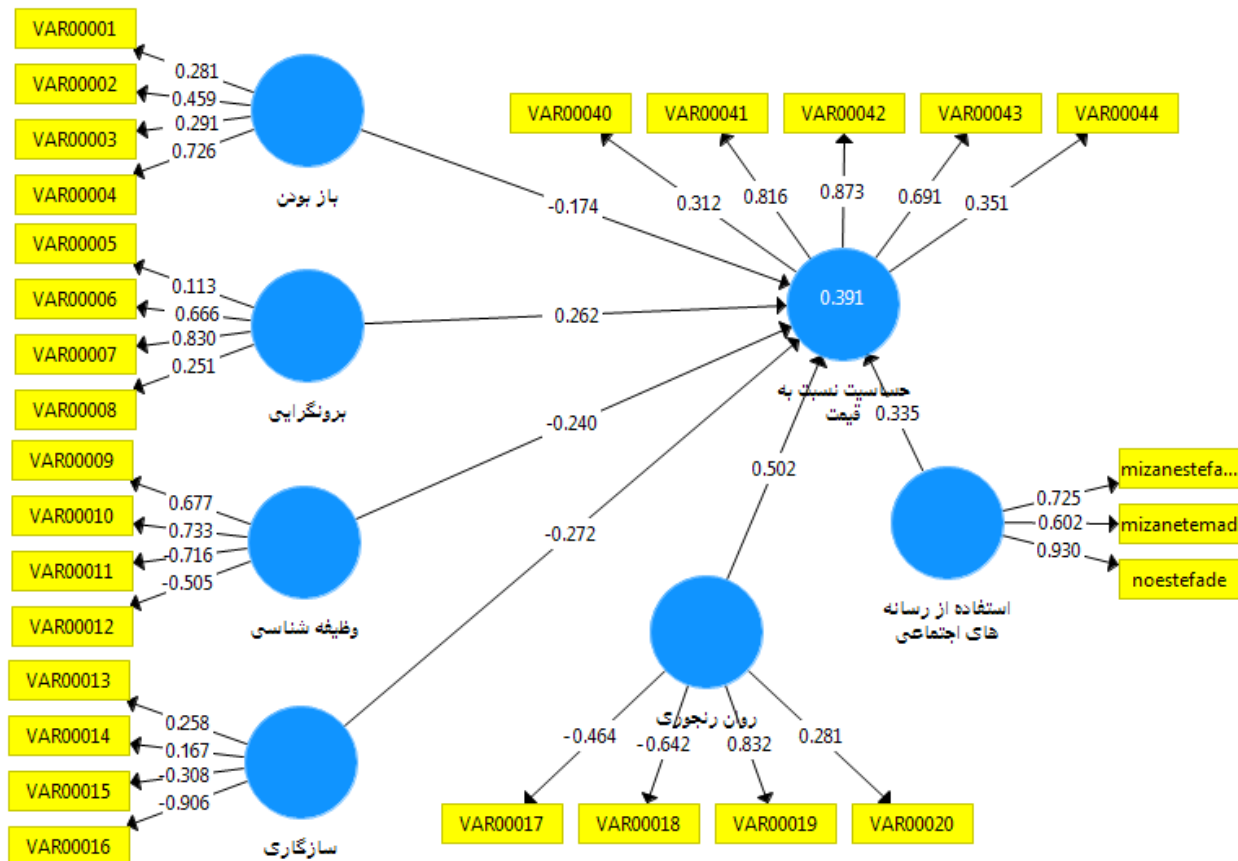 VAR00001
0.281
VAR00002
0.459
VAR00003
0.291
VAR00004
0.726
باز بودن
VAR00005
0.113
VAR00006
0.666
VAR00007
0.830
VAR00008
0.251
برونگرایی
VAR00009
0.677
VAR00010
0.733
VAR00011
-0.716
VAR00012
-0.505
وظیفه شناسی
VAR00013
0.258
VAR00014
0.167
VAR00015
-0.308
VAR00016
-0.906
سازگاری
-0.174
0.262
-0.240
-0.272
0.502
0.335
VAR00040
VAR00041
VAR00042
VAR00043
VAR00044
0.312
0.816
0.873
0.691
0.351
0.391
حساسیت نسبت به
قیمت
mizanestefa...
0.725
mizanetemad
0.602
noestefade
0.930
استفاده از رسانه
های اجتماعی
روان رنجوری
-0.464
-0.642
0.832
0.281
VAR00017
VAR00018
VAR00019
VAR00020